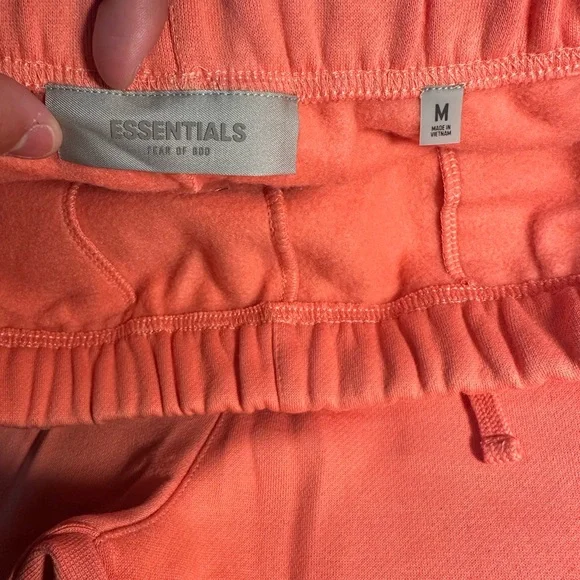 ESSENTIALS
FEAR OF GOD
M
MADE IN
VIETNAM